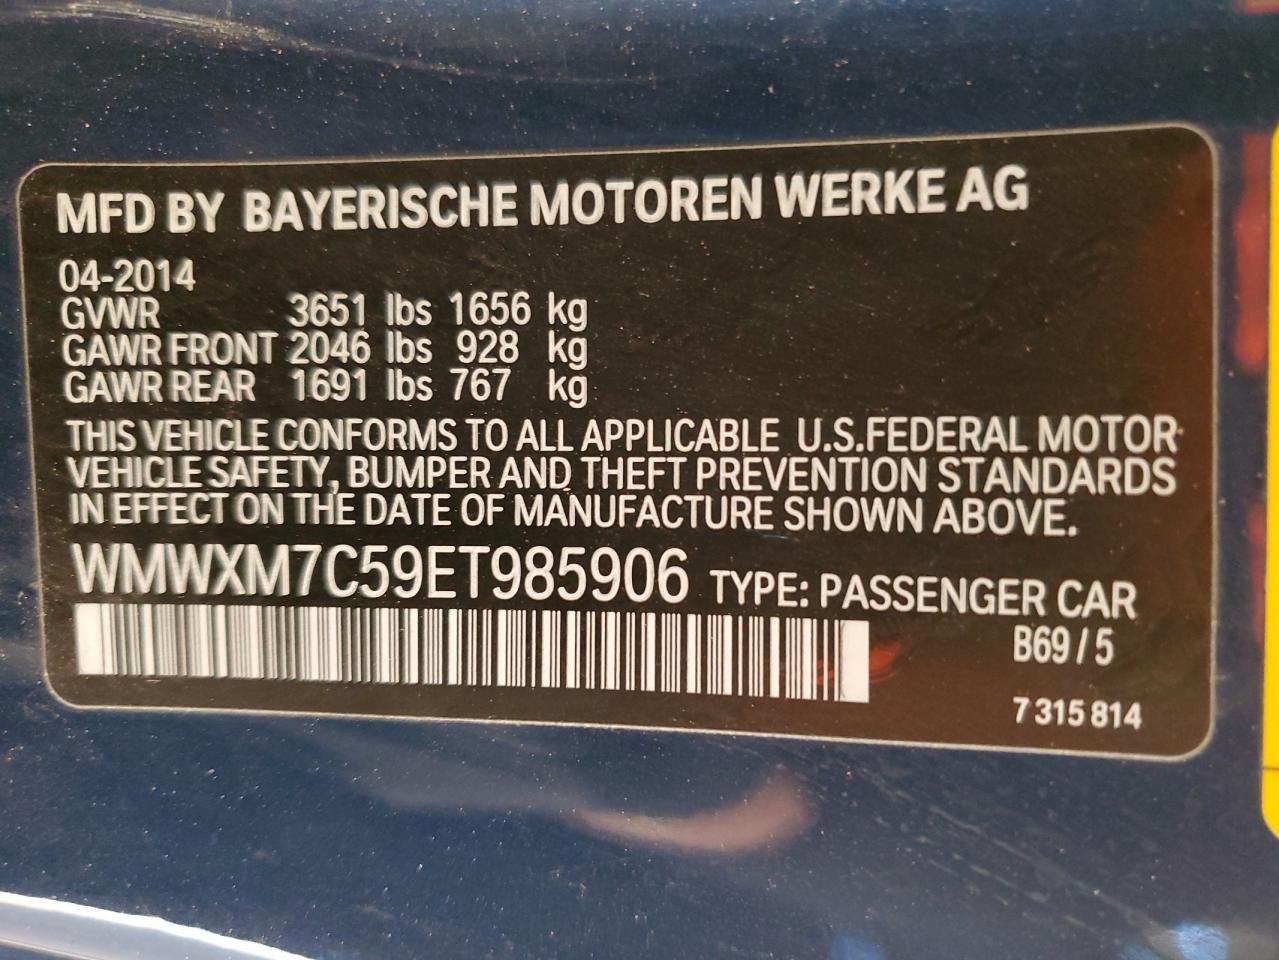 MFD BY BAYERISCHE MOTOREN WERKE AG
04-2014
GVWR 3651 lbs 1656 kg
GAWR FRONT 2046 lbs 928 kg
GAWR REAR 1691 lbs 767 kg
THIS VEHICLE CONFORMS TO ALL APPLICABLE U.S.FEDERAL MOTOR
VEHICLE SAFETY, BUMPER AND THEFT PREVENTION STANDARDS
IN EFFECT ON THE DATE OF MANUFACTURE SHOWN ABOVE.
WMWXM7C59ET985906 TYPE: PASSENGER CAR
B69 / 5
7 315 814